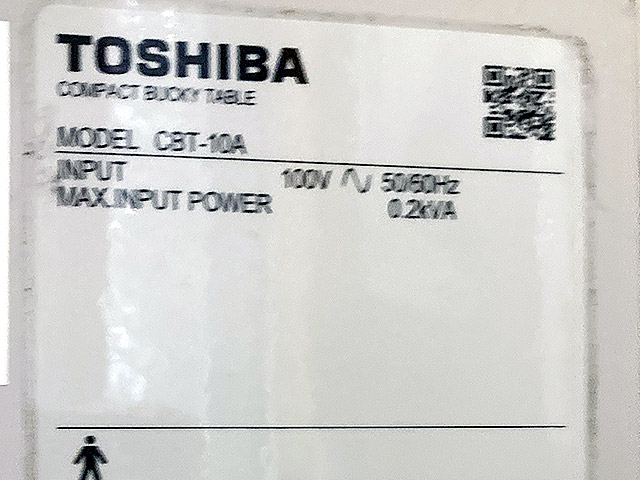 TOSHIBA
COMPACT BUCKY TABLE
MODEL CBT-10A
INPUT 100V ∿ 50/60Hz
MAX.INPUT POWER 0.2kVA